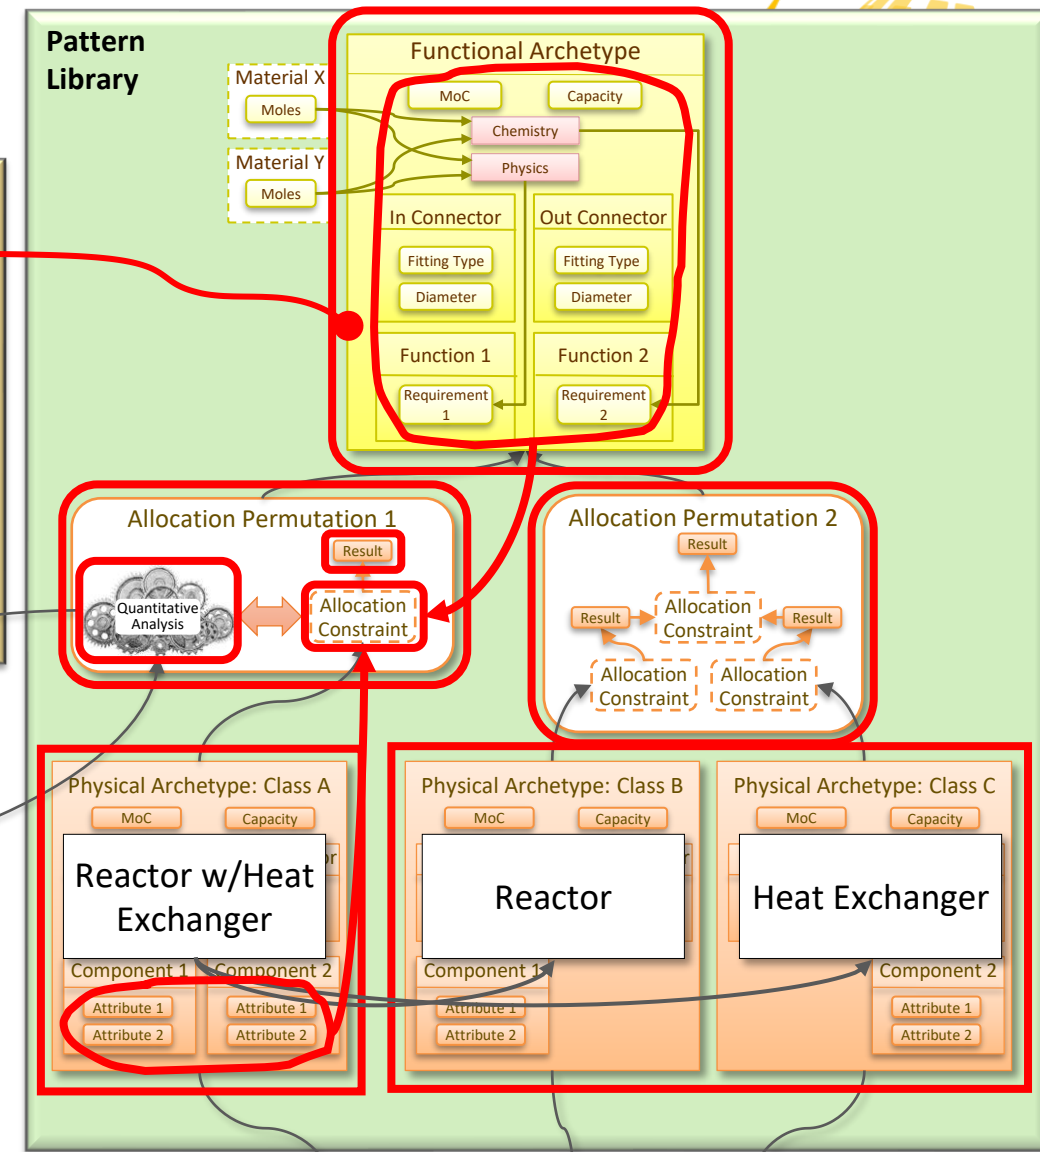 Pattern
Library
Functional Archetype
Material X
Moles
Material Y
Moles
MoC
Capacity
Chemistry
Physics
In Connector
Fitting Type
Diameter
Out Connector
Fitting Type
Diameter
Function 1
Requirement
1
Function 2
Requirement
2
Allocation Permutation 1
Result
Quantitative
Analysis
Allocation
Constraint
Allocation Permutation 2
Result
Result
Allocation
Constraint
Result
Allocation
Constraint
Allocation
Constraint
Physical Archetype: Class A
MoC
Capacity
Reactor w/Heat
Exchanger
Component 1
Attribute 1
Attribute 2
Component 2
Attribute 1
Attribute 2
Physical Archetype: Class B
MoC
Capacity
Reactor
Component 1
Attribute 1
Attribute 2
Physical Archetype: Class C
MoC
Capacity
Heat Exchanger
Component 2
Attribute 1
Attribute 2